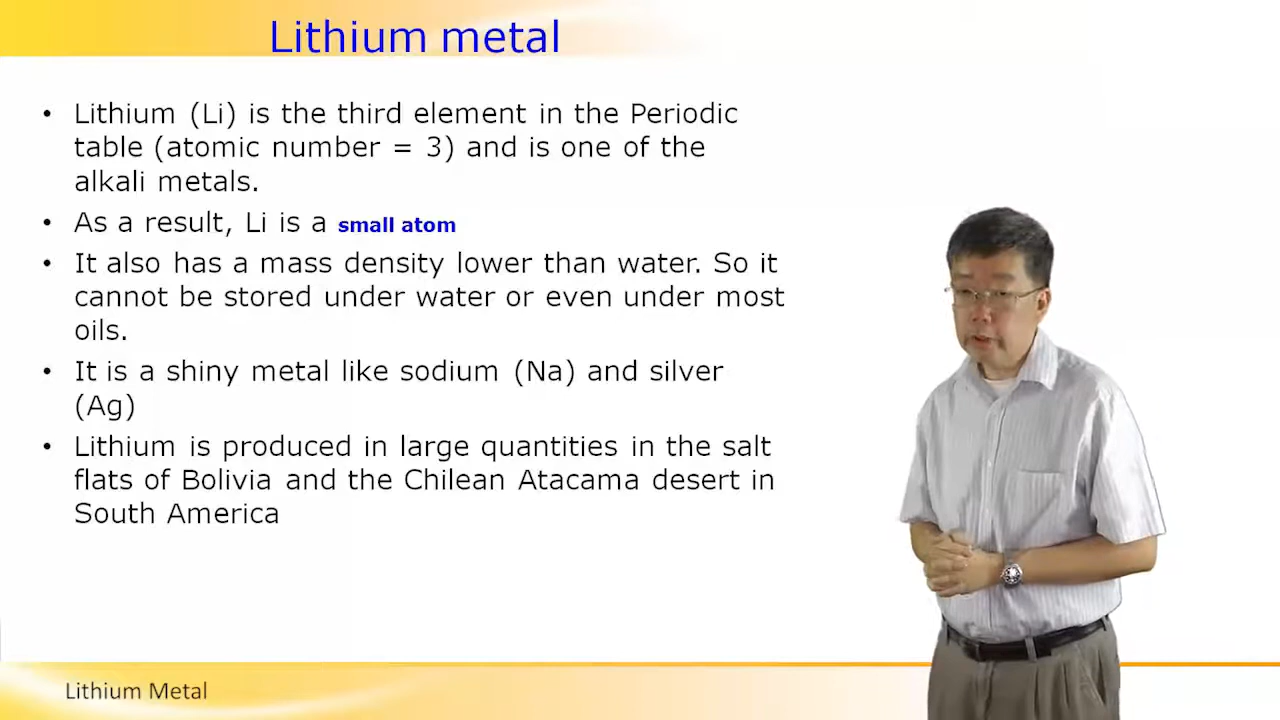 Lithium metal
• Lithium (Li) is the third element in the Periodic
table (atomic number = 3) and is one of the
alkali metals.
• As a result, Li is a small atom
• It also has a mass density lower than water. So it
cannot be stored under water or even under most
oils.
• It is a shiny metal like sodium (Na) and silver
(Ag)
• Lithium is produced in large quantities in the salt
flats of Bolivia and the Chilean Atacama desert in
South America
Lithium Metal